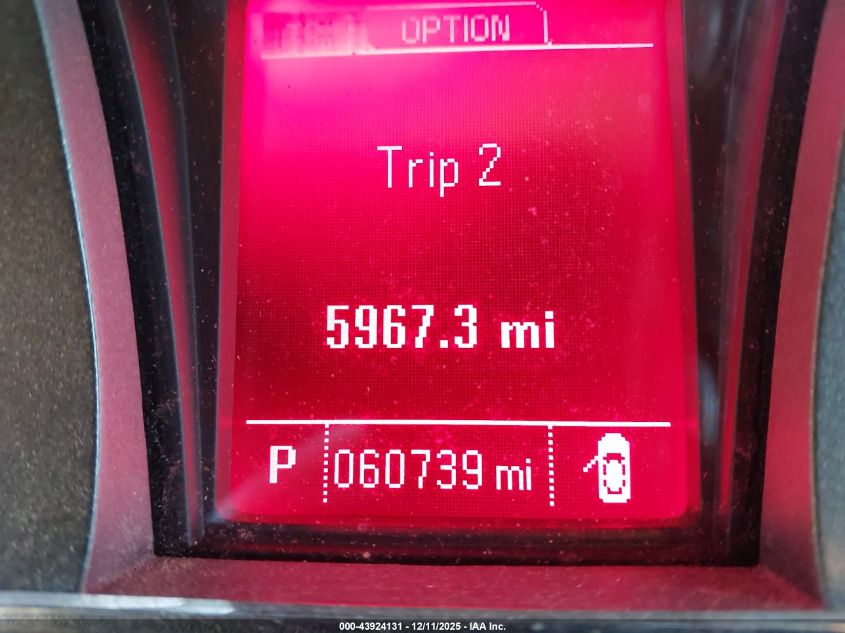 OPTION
Trip 2
5967.3 mi
P 060739 mi
000-43924131 - 12/11/2025 - IAA Inc.